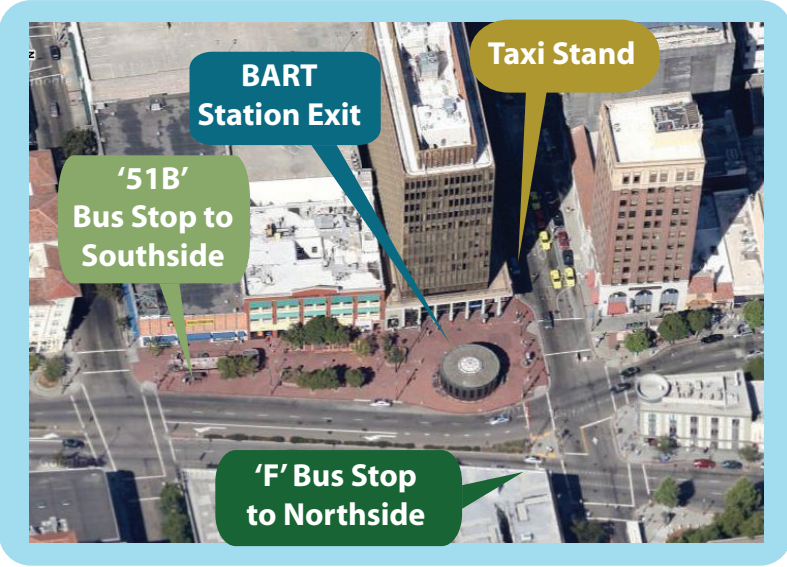 Taxi Stand
BART
Station Exit
'51B'
Bus Stop to
Southside
'F' Bus Stop
to Northside